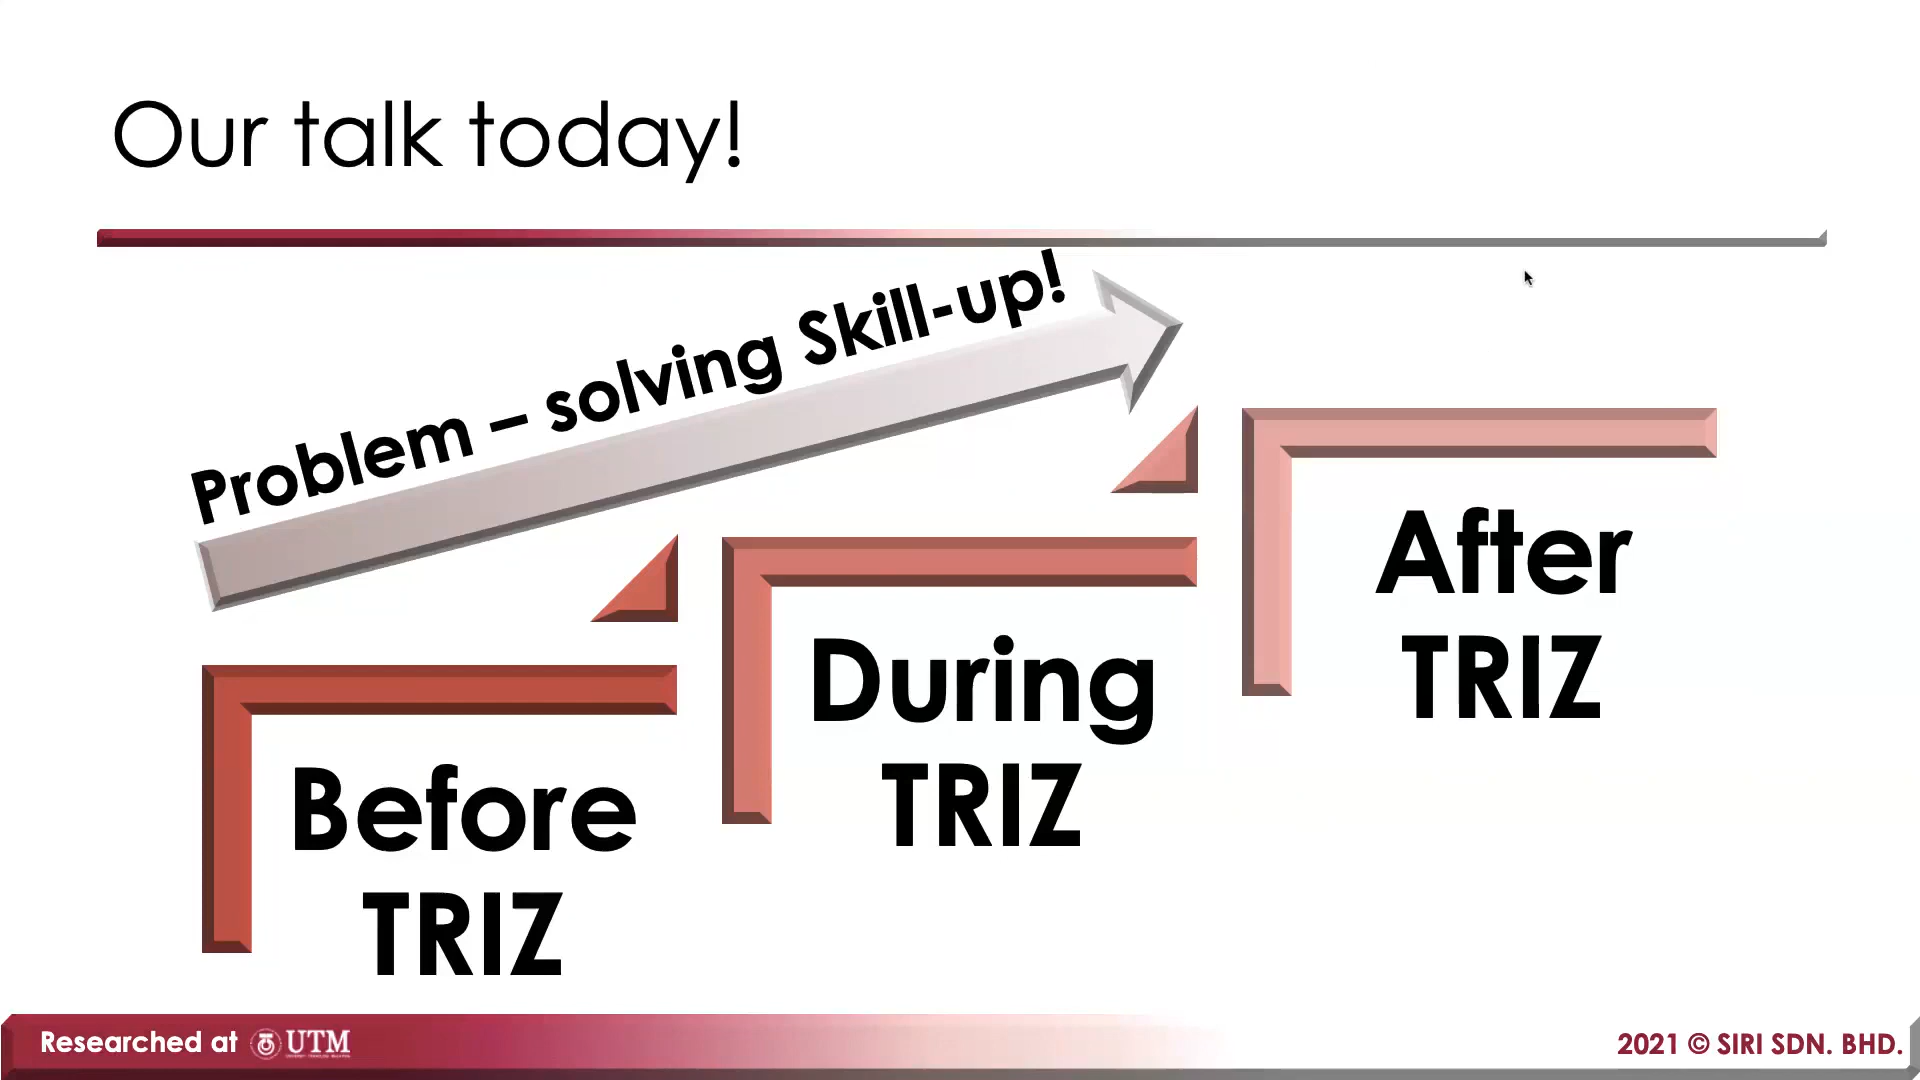 Our talk today!
Problem – solving Skill-up!
Before
TRIZ
During
TRIZ
After
TRIZ
Researched at UTM
2021 © SIRI SDN. BHD.